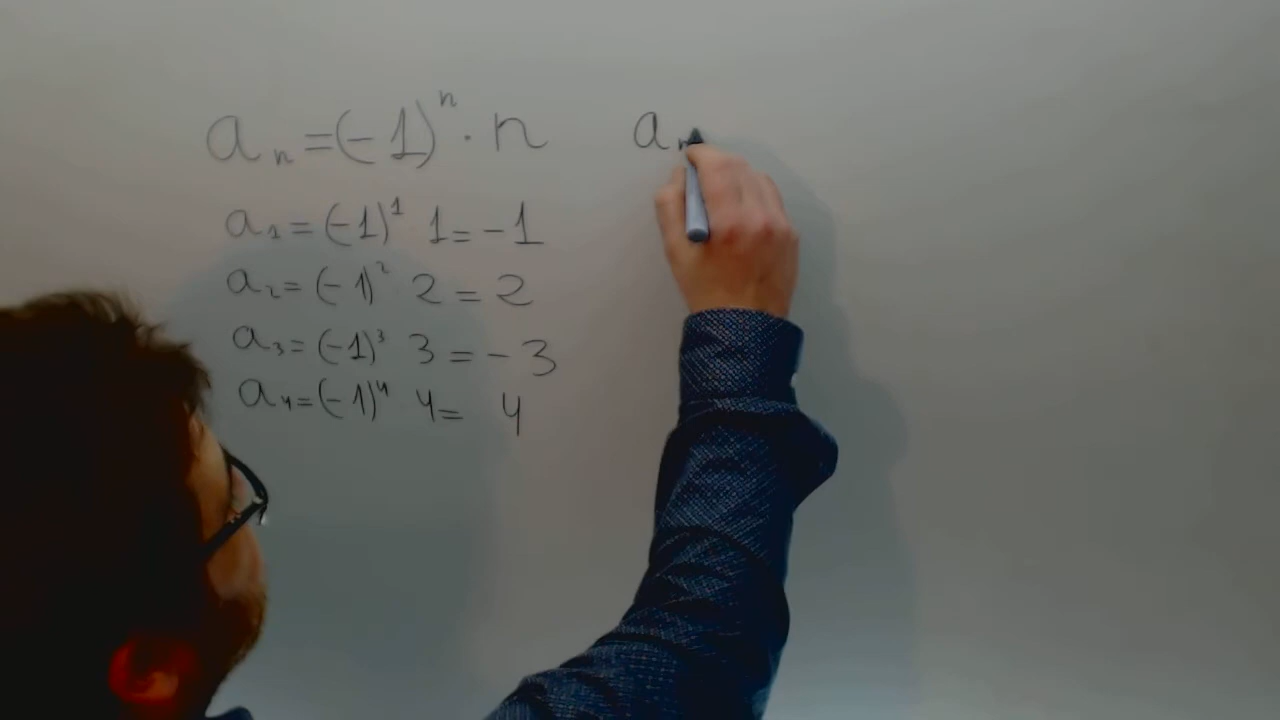 aₙ = (-1)ⁿ · n aₙ
a₁ = (-1)¹ 1 = -1
a₂ = (-1)² 2 = 2
a₃ = (-1)³ 3 = -3
a₄ = (-1)⁴ 4 = 4